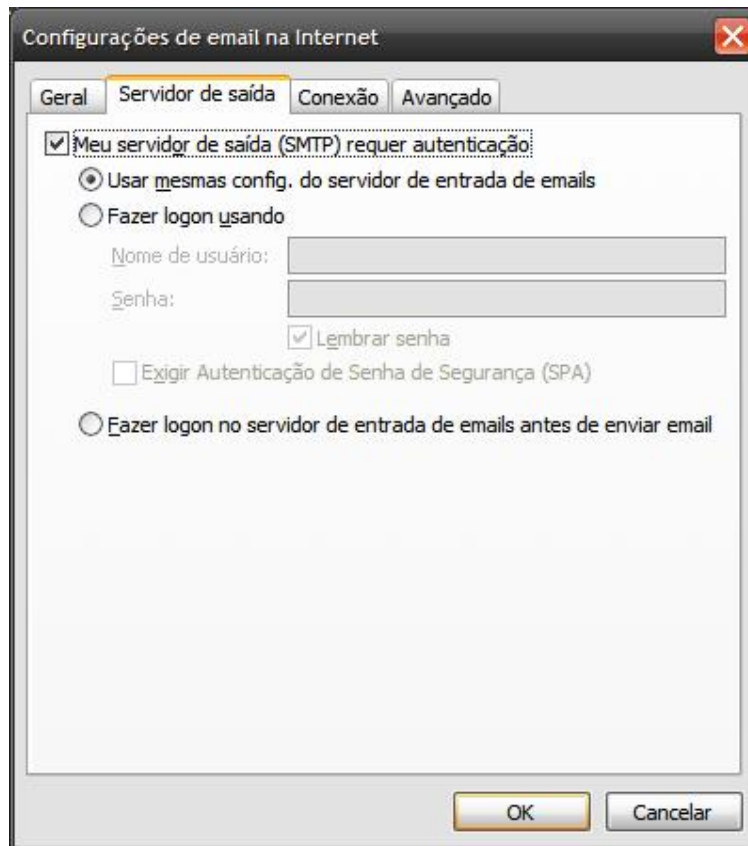 Configurações de email na Internet
Geral Servidor de saída Conexão Avançado
Meu servidor de saída (SMTP) requer autenticação
Usar mesmas config. do servidor de entrada de emails
Fazer logon usando
Nome de usuário:
Senha:
Lembrar senha
Exigir Autenticação de Senha de Segurança (SPA)
Fazer logon no servidor de entrada de emails antes de enviar email
OK Cancelar